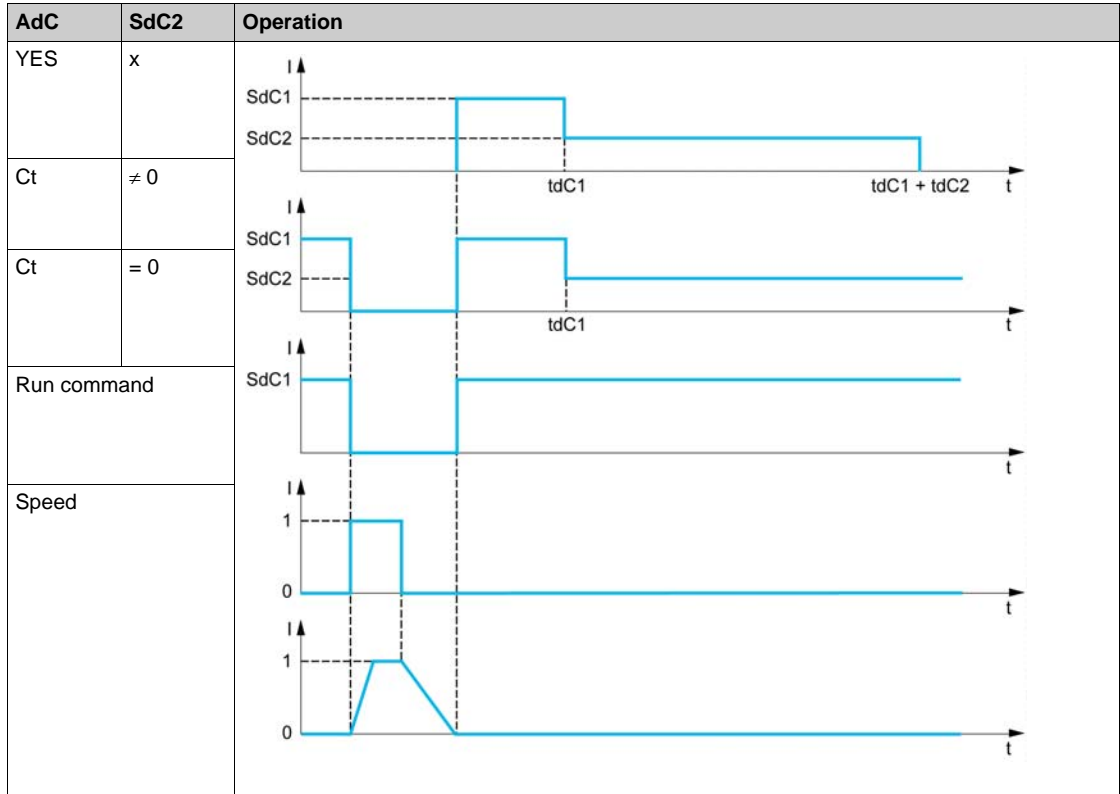 AdC SdC2 Operation
YES x
I
SdC1
SdC2
tdC1 tdC1 + tdC2 t
Ct ≠ 0
I
SdC1
SdC2
tdC1 t
Ct = 0
I
SdC1
t
Run command
I
1
0
t
Speed
I
1
0
t